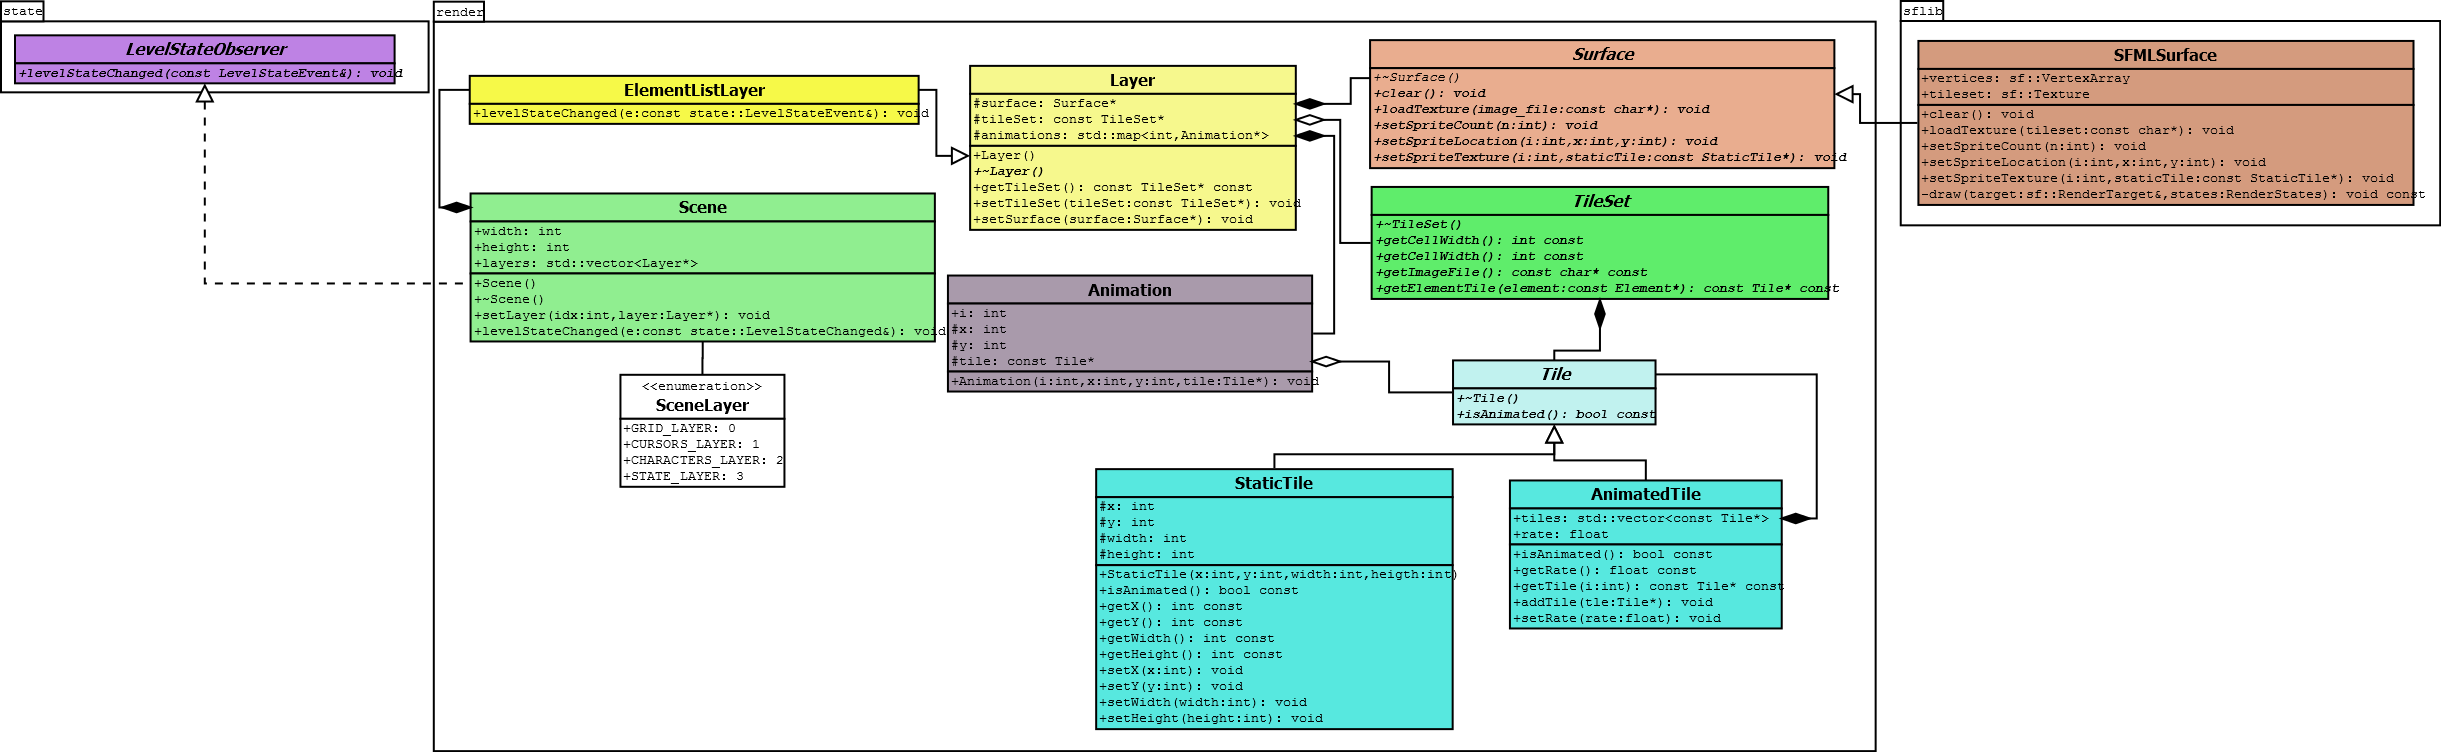 state
LevelStateObserver
+levelStateChanged(const LevelStateEvent&): void
render
ElementListLayer
+levelStateChanged(e:const state::LevelStateEvent&): void
Scene
+width: int
+height: int
+layers: std::vector<Layer*>
+Scene()
+~Scene()
+setLayer(idx:int,layer:Layer*): void
+levelStateChanged(e:const state::LevelStateChanged&): void
<<enumeration>>
SceneLayer
+GRID_LAYER: 0
+CURSORS_LAYER: 1
+CHARACTERS_LAYER: 2
+STATE_LAYER: 3
Layer
#surface: Surface*
#tileSet: const TileSet*
#animations: std::map<int,Animation*>
+Layer()
+~Layer()
+getTileSet(): const TileSet* const
+setTileSet(tileSet:const TileSet*): void
+setSurface(surface:Surface*): void
Animation
+i: int
#x: int
#y: int
#tile: const Tile*
+Animation(i:int,x:int,y:int,tile:Tile*): void
Surface
+~Surface()
+clear(): void
+loadTexture(image_file:const char*): void
+setSpriteCount(n:int): void
+setSpriteLocation(i:int,x:int,y:int): void
+setSpriteTexture(i:int,staticTile:const StaticTile*): void
TileSet
+~TileSet()
+getCellWidth(): int const
+getCellWidth(): int const
+getImageFile(): const char* const
+getElementTile(element:const Element*): const Tile* const
Tile
+~Tile()
+isAnimated(): bool const
StaticTile
#x: int
#y: int
#width: int
#height: int
+StaticTile(x:int,y:int,width:int,heigth:int)
+isAnimated(): bool const
+getX(): int const
+getY(): int const
+getWidth(): int const
+getHeight(): int const
+setX(x:int): void
+setY(y:int): void
+setWidth(width:int): void
+setHeight(height:int): void
AnimatedTile
+tiles: std::vector<const Tile*>
+rate: float
+isAnimated(): bool const
+getRate(): float const
+getTile(i:int): const Tile* const
+addTile(tle:Tile*): void
+setRate(rate:float): void
sflib
SFMLSurface
+vertices: sf::VertexArray
+tileset: sf::Texture
+clear(): void
+loadTexture(tileset:const char*): void
+setSpriteCount(n:int): void
+setSpriteLocation(i:int,x:int,y:int): void
+setSpriteTexture(i:int,staticTile:const StaticTile*): void
-draw(target:sf::RenderTarget&,states:RenderStates): void const